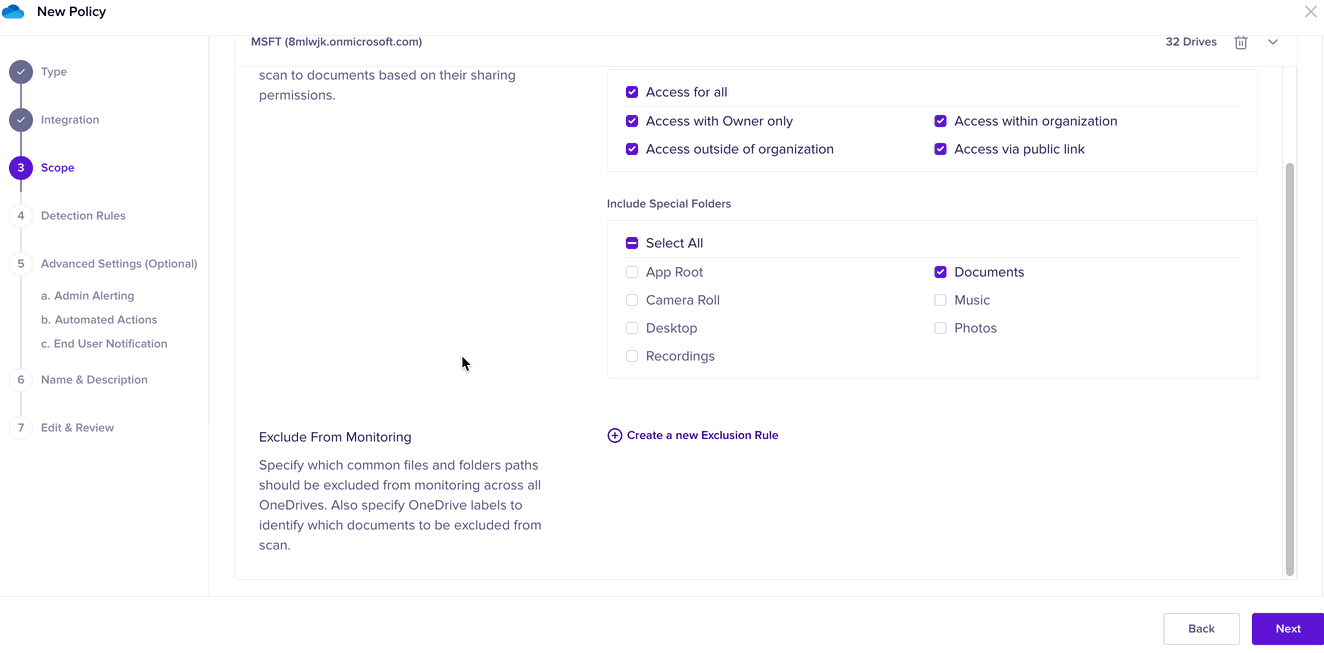 New Policy
Type
Integration
3 Scope
4 Detection Rules
5 Advanced Settings (Optional)
a. Admin Alerting
b. Automated Actions
c. End User Notification
6 Name & Description
7 Edit & Review
MSFT (8mlwjk.onmicrosoft.com)
32 Drives
scan to documents based on their sharing
permissions.
Access for all
Access with Owner only
Access within organization
Access outside of organization
Access via public link
Include Special Folders
Select All
App Root
Documents
Camera Roll
Music
Desktop
Photos
Recordings
Exclude From Monitoring
Specify which common files and folders paths
should be excluded from monitoring across all
OneDrives. Also specify OneDrive labels to
identify which documents to be excluded from
scan.
Create a new Exclusion Rule
Back
Next